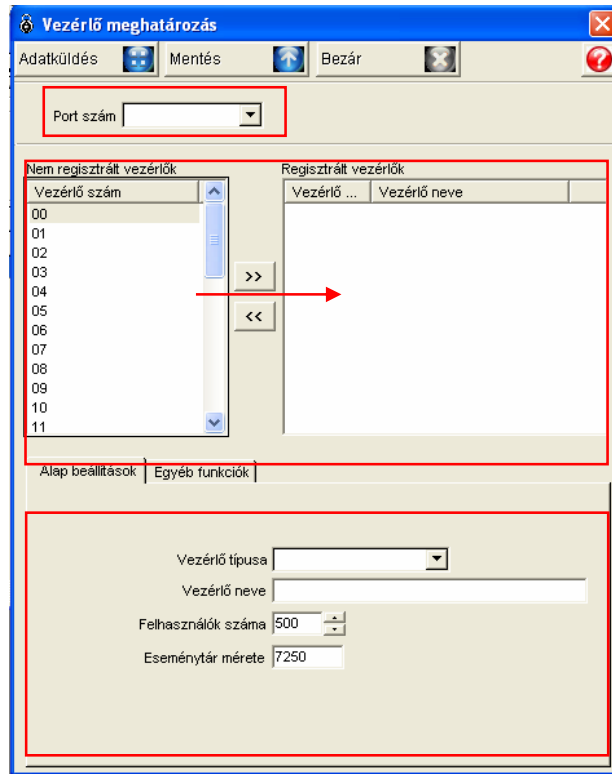 Vezérlő meghatározás
Adatküldés Mentés Bezár
Port szám
Nem regisztrált vezérlők Regisztrált vezérlők
Vezérlő szám Vezérlő ... Vezérlő neve
00
01
02
03
04
05
06
07
08
09
10
11
>>
<<
Alap beállítások Egyéb funkciók
Vezérlő típusa
Vezérlő neve
Felhasználók száma 500
Eseménytár mérete 7250